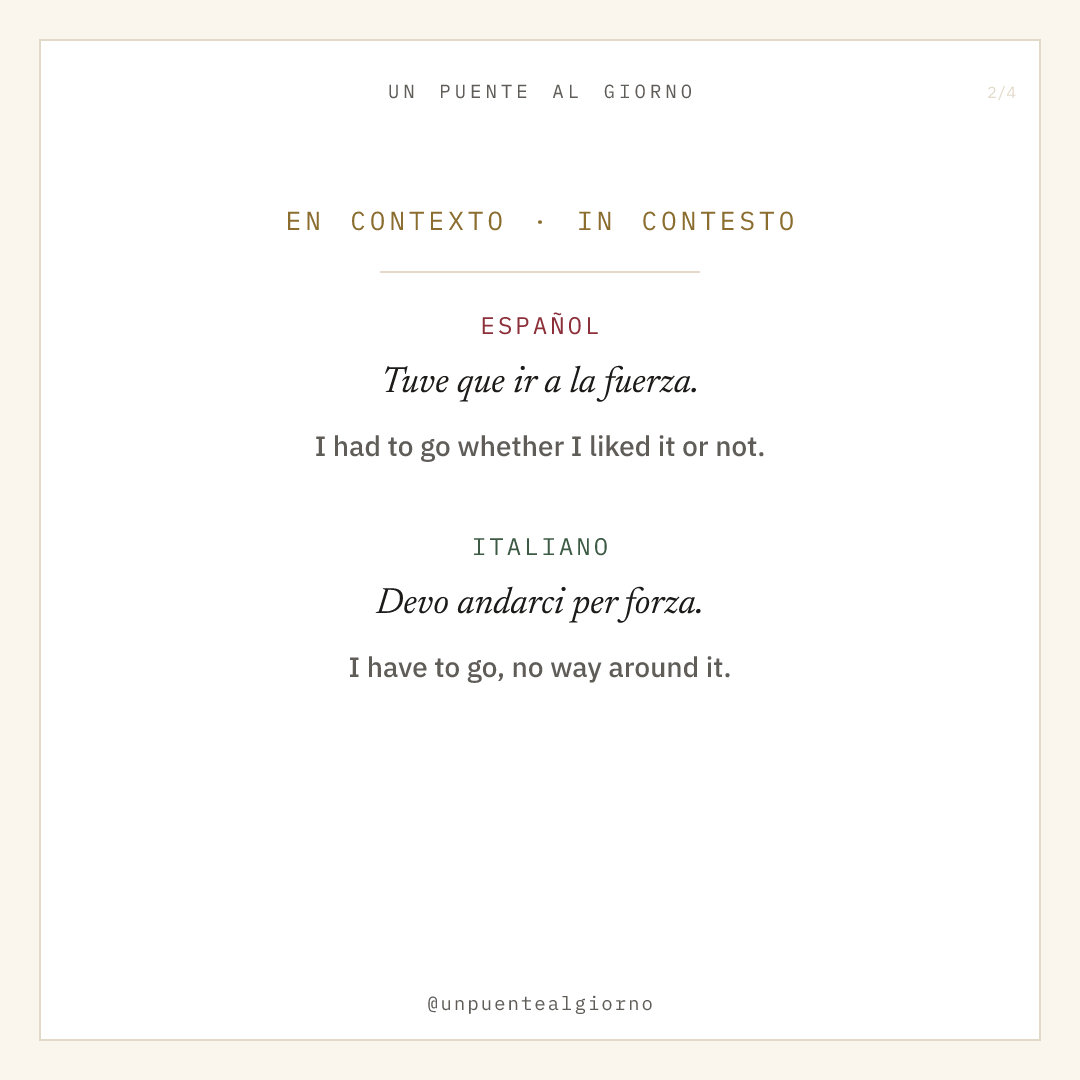 UN PUENTE AL GIORNO
2/4
EN CONTEXTO · IN CONTESTO
ESPAÑOL
Tuve que ir a la fuerza.
I had to go whether I liked it or not.
ITALIANO
Devo andarci per forza.
I have to go, no way around it.
@unpuentealgiorno